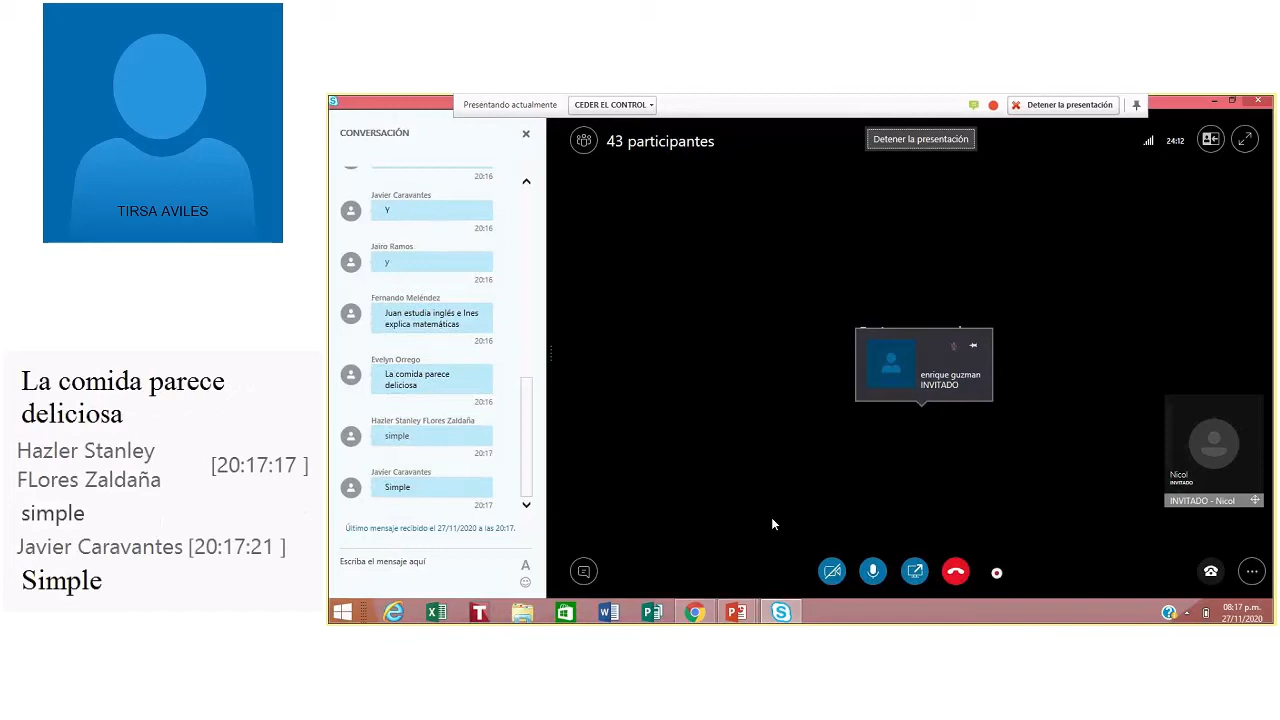 TIRSA AVILES
La comida parece
deliciosa
Hazler Stanley
FLores Zaldaña
[20:17:17 ]
simple
Javier Caravantes [20:17:21 ]
Simple
Presentando actualmente
CEDER EL CONTROL
Detener la presentación
CONVERSACIÓN
20:16
Javier Caravantes
y
20:16
Jairo Ramos
y
20:16
Fernando Meléndez
Juan estudia inglés e Ines
explica matemáticas
20:16
Evelyn Orrego
La comida parece
deliciosa
20:16
Hazler Stanley FLores Zaldaña
simple
20:17
Javier Caravantes
Simple
20:17
Último mensaje recibido el 27/11/2020 a las 20:17.
Escriba el mensaje aquí
A
43 participantes
Detener la presentación
24:12
enrique guzman
INVITADO
Nicol
INVITADO
INVITADO - Nicol
08:17 p.m.
27/11/2020